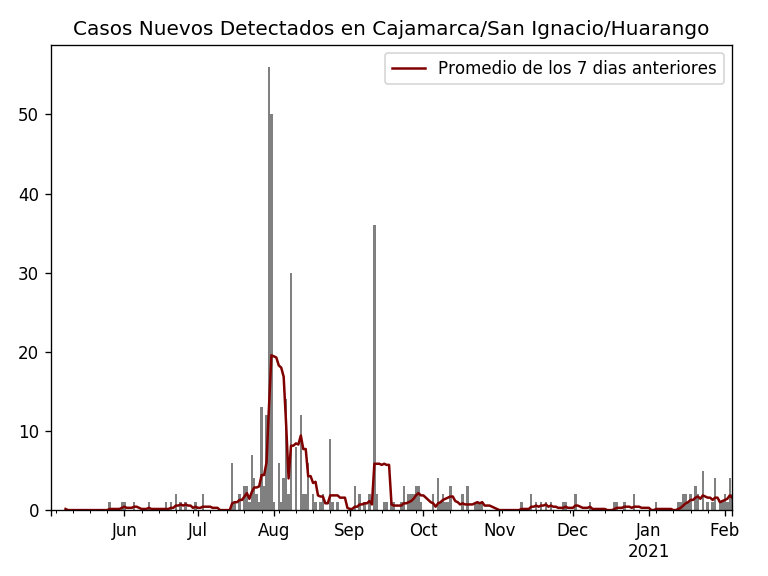 Casos Nuevos Detectados en Cajamarca/San Ignacio/Huarango
Promedio de los 7 dias anteriores
50
40
30
20
10
0
Jun Jul Aug Sep Oct Nov Dec Jan Feb
2021